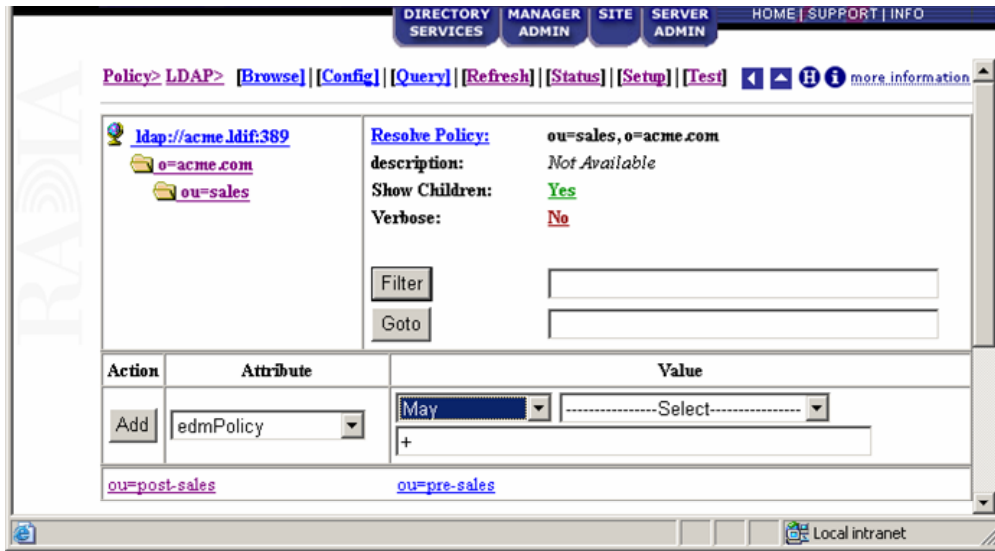 DIRECTORY SERVICES MANAGER ADMIN SITE SERVER ADMIN HOME | SUPPORT | INFO
Policy> LDAP> [Browse] | [Config] | [Query] | [Refresh] | [Status] | [Setup] | [Test] H i more information
RADIA
ldap://acme.ldif:389
o=acme.com
ou=sales
Resolve Policy: ou=sales, o=acme.com
description: Not Available
Show Children: Yes
Verbose: No
Filter
Goto
Action Attribute Value
Add edmPolicy May ----------------Select----------------
+
ou=post-sales ou=pre-sales
Local intranet